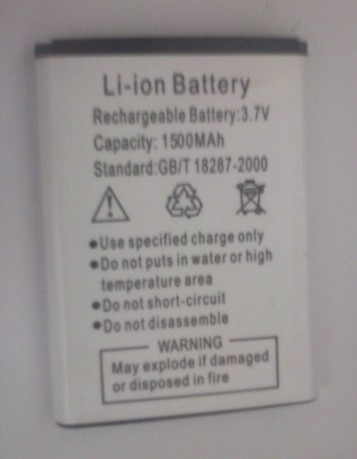 Li-ion Battery
Rechargeable Battery:3.7V
Capacity: 1500MAh
Standard:GB/T 18287-2000
●Use specified charge only
●Do not puts in water or high
temperature area
●Do not short-circuit
●Do not disassemble
WARNING
May explode if damaged
or disposed in fire